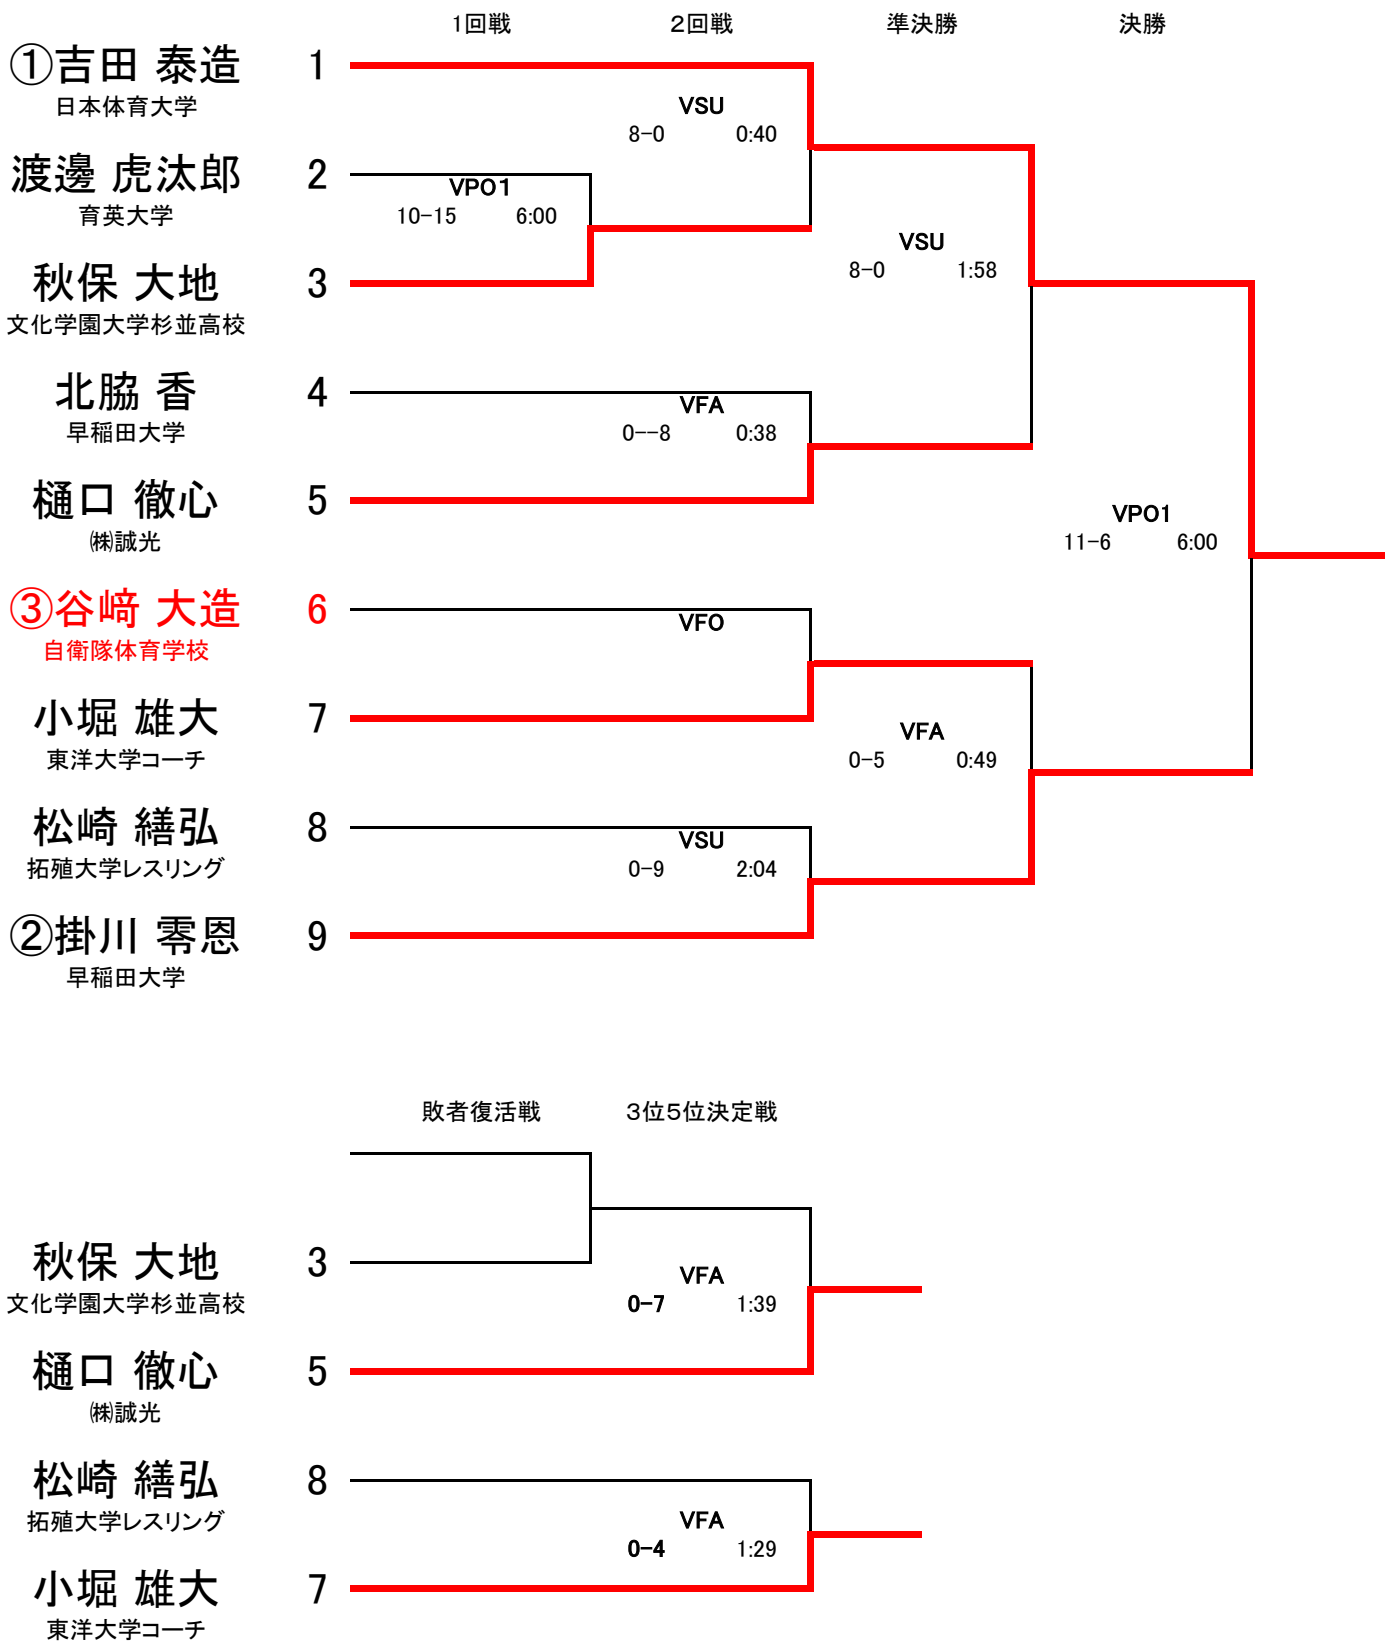 1回戦 2回戦 準決勝 決勝
①吉田 泰造 1
日本体育大学
VSU
8-0 0:40
渡邊 虎汰郎 2
育英大学
VPO1
10-15 6:00
秋保 大地 3
文化学園大学杉並高校
VSU
8-0 1:58
北脇 香 4
早稲田大学
VFA
0--8 0:38
樋口 徹心 5
㈱誠光
VPO1
11-6 6:00
③谷﨑 大造 6
自衛隊体育学校
VFO
小堀 雄大 7
東洋大学コーチ
VFA
0-5 0:49
松崎 繕弘 8
拓殖大学レスリング
VSU
0-9 2:04
②掛川 零恩 9
早稲田大学
敗者復活戦 3位5位決定戦
秋保 大地 3
文化学園大学杉並高校
VFA
0-7 1:39
樋口 徹心 5
㈱誠光
松崎 繕弘 8
拓殖大学レスリング
VFA
0-4 1:29
小堀 雄大 7
東洋大学コーチ